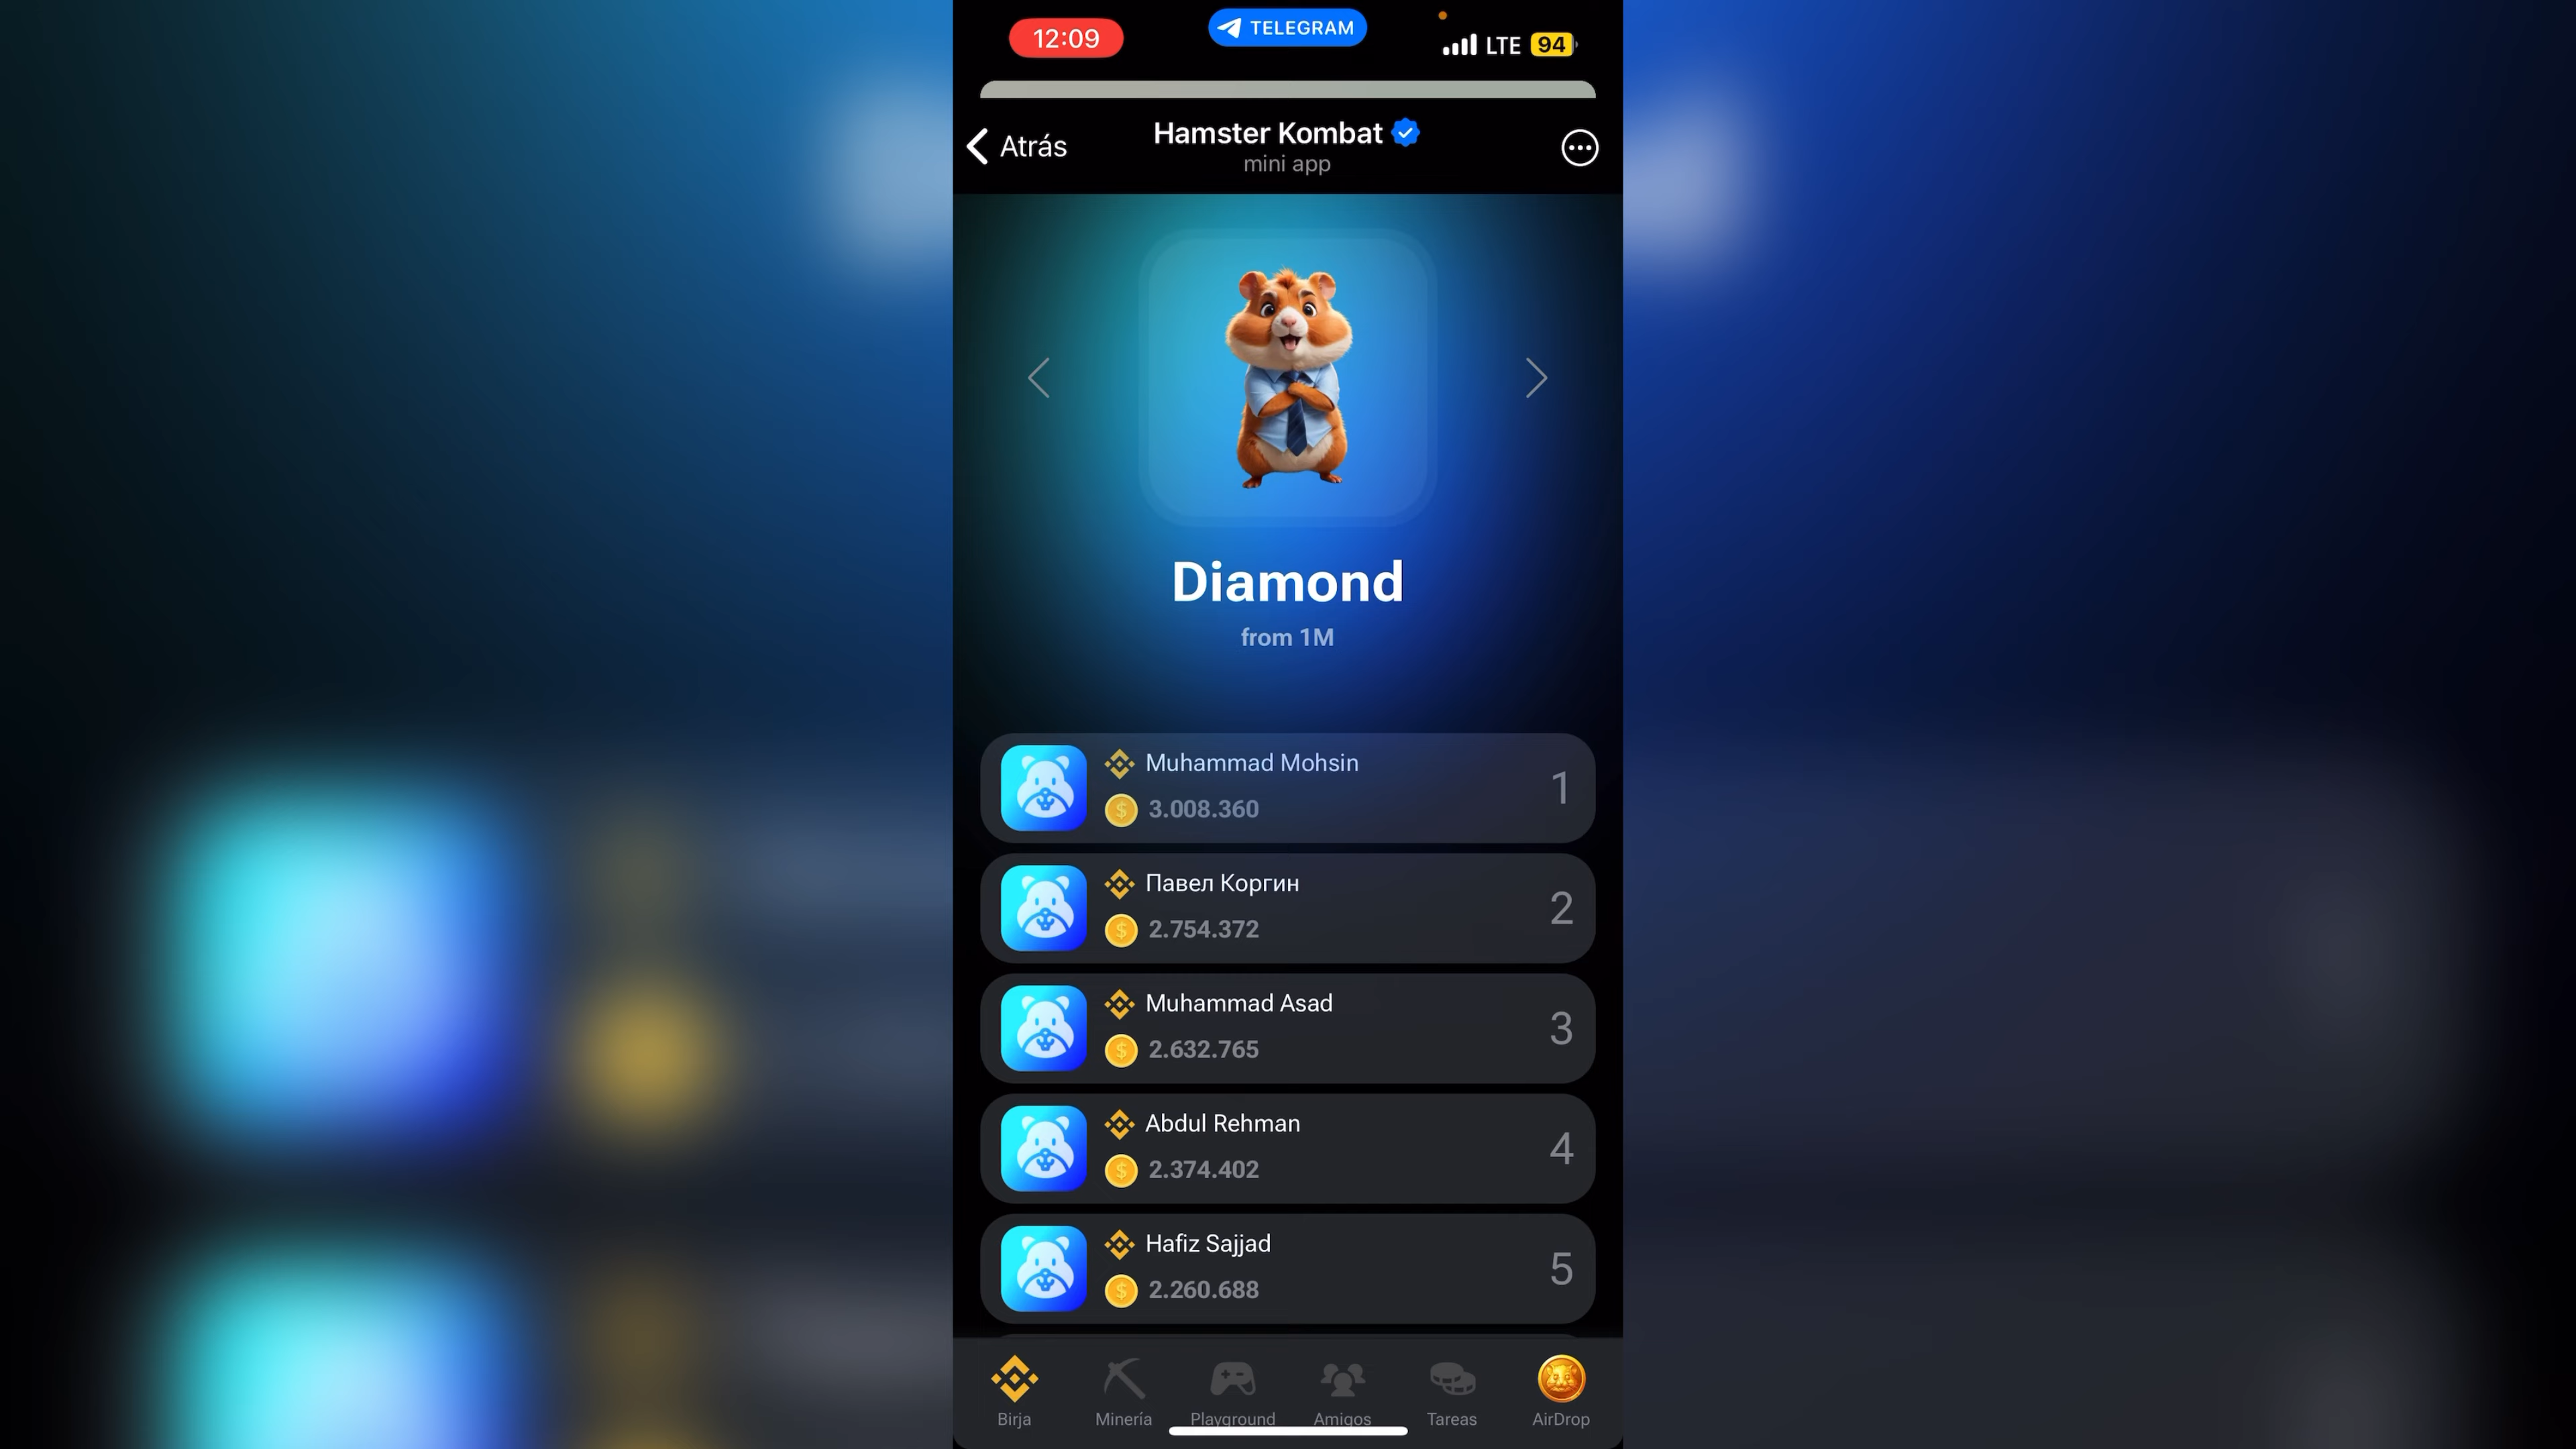 12:09
TELEGRAM
LTE
94
Atrás
Hamster Kombat
mini app
Diamond
from 1M
Muhammad Mohsin
3.008.360
1
Павел Коргин
2.754.372
2
Muhammad Asad
2.632.765
3
Abdul Rehman
2.374.402
4
Hafiz Sajjad
2.260.688
5
Birja
Minería
Playground
Amigos
Tareas
AirDrop